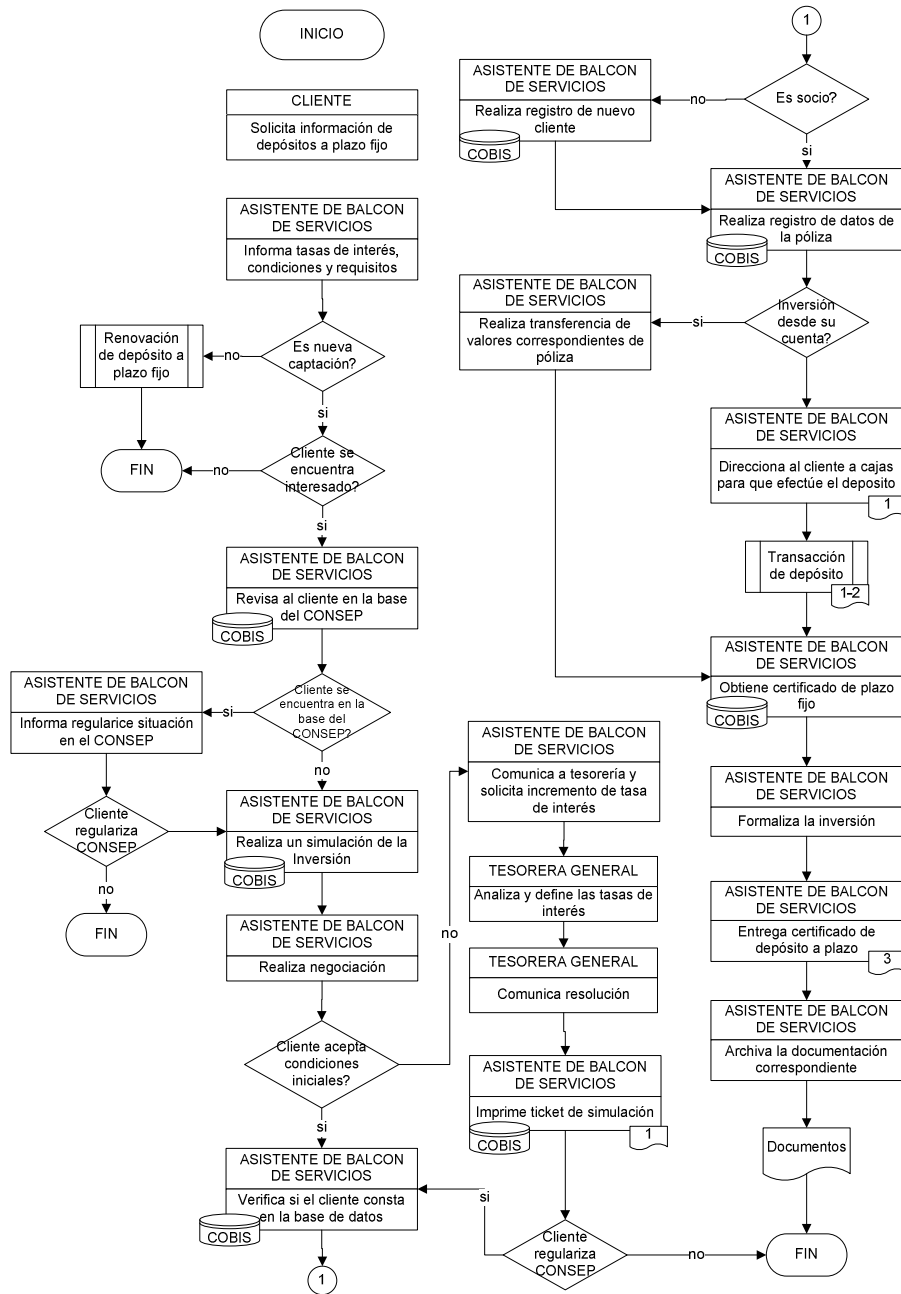 INICIO
CLIENTE
Solicita información de
depósitos a plazo fijo
ASISTENTE DE BALCON
DE SERVICIOS
Informa tasas de interés,
condiciones y requisitos
Es nueva
captación?
no
Renovación
de depósito a
plazo fijo
si
Cliente se
encuentra
interesado?
no
FIN
si
ASISTENTE DE BALCON
DE SERVICIOS
Revisa al cliente en la base
del CONSEP
COBIS
Cliente se
encuentra en la
base del
CONSEP?
si
ASISTENTE DE BALCON
DE SERVICIOS
Informa regularice situación
en el CONSEP
no
Cliente
regulariza
CONSEP
no
FIN
ASISTENTE DE BALCON
DE SERVICIOS
Realiza un simulación de la
Inversión
COBIS
ASISTENTE DE BALCON
DE SERVICIOS
Realiza negociación
Cliente acepta
condiciones
iniciales?
no
si
ASISTENTE DE BALCON
DE SERVICIOS
Verifica si el cliente consta
en la base de datos
COBIS
1
ASISTENTE DE BALCON
DE SERVICIOS
Comunica a tesorería y
solicita incremento de tasa
de interés
TESORERA GENERAL
Analiza y define las tasas de
interés
TESORERA GENERAL
Comunica resolución
ASISTENTE DE BALCON
DE SERVICIOS
Imprime ticket de simulación
COBIS
1
Cliente
regulariza
CONSEP
si
no
1
Es socio?
no
ASISTENTE DE BALCON
DE SERVICIOS
Realiza registro de nuevo
cliente
COBIS
si
ASISTENTE DE BALCON
DE SERVICIOS
Realiza registro de datos de
la póliza
COBIS
Inversión
desde su
cuenta?
si
ASISTENTE DE BALCON
DE SERVICIOS
Realiza transferencia de
valores correspondientes de
póliza
ASISTENTE DE BALCON
DE SERVICIOS
Direcciona al cliente a cajas
para que efectúe el deposito
1
Transacción
de depósito
1-2
ASISTENTE DE BALCON
DE SERVICIOS
Obtiene certificado de plazo
fijo
COBIS
ASISTENTE DE BALCON
DE SERVICIOS
Formaliza la inversión
ASISTENTE DE BALCON
DE SERVICIOS
Entrega certificado de
depósito a plazo
3
ASISTENTE DE BALCON
DE SERVICIOS
Archiva la documentación
correspondiente
Documentos
FIN